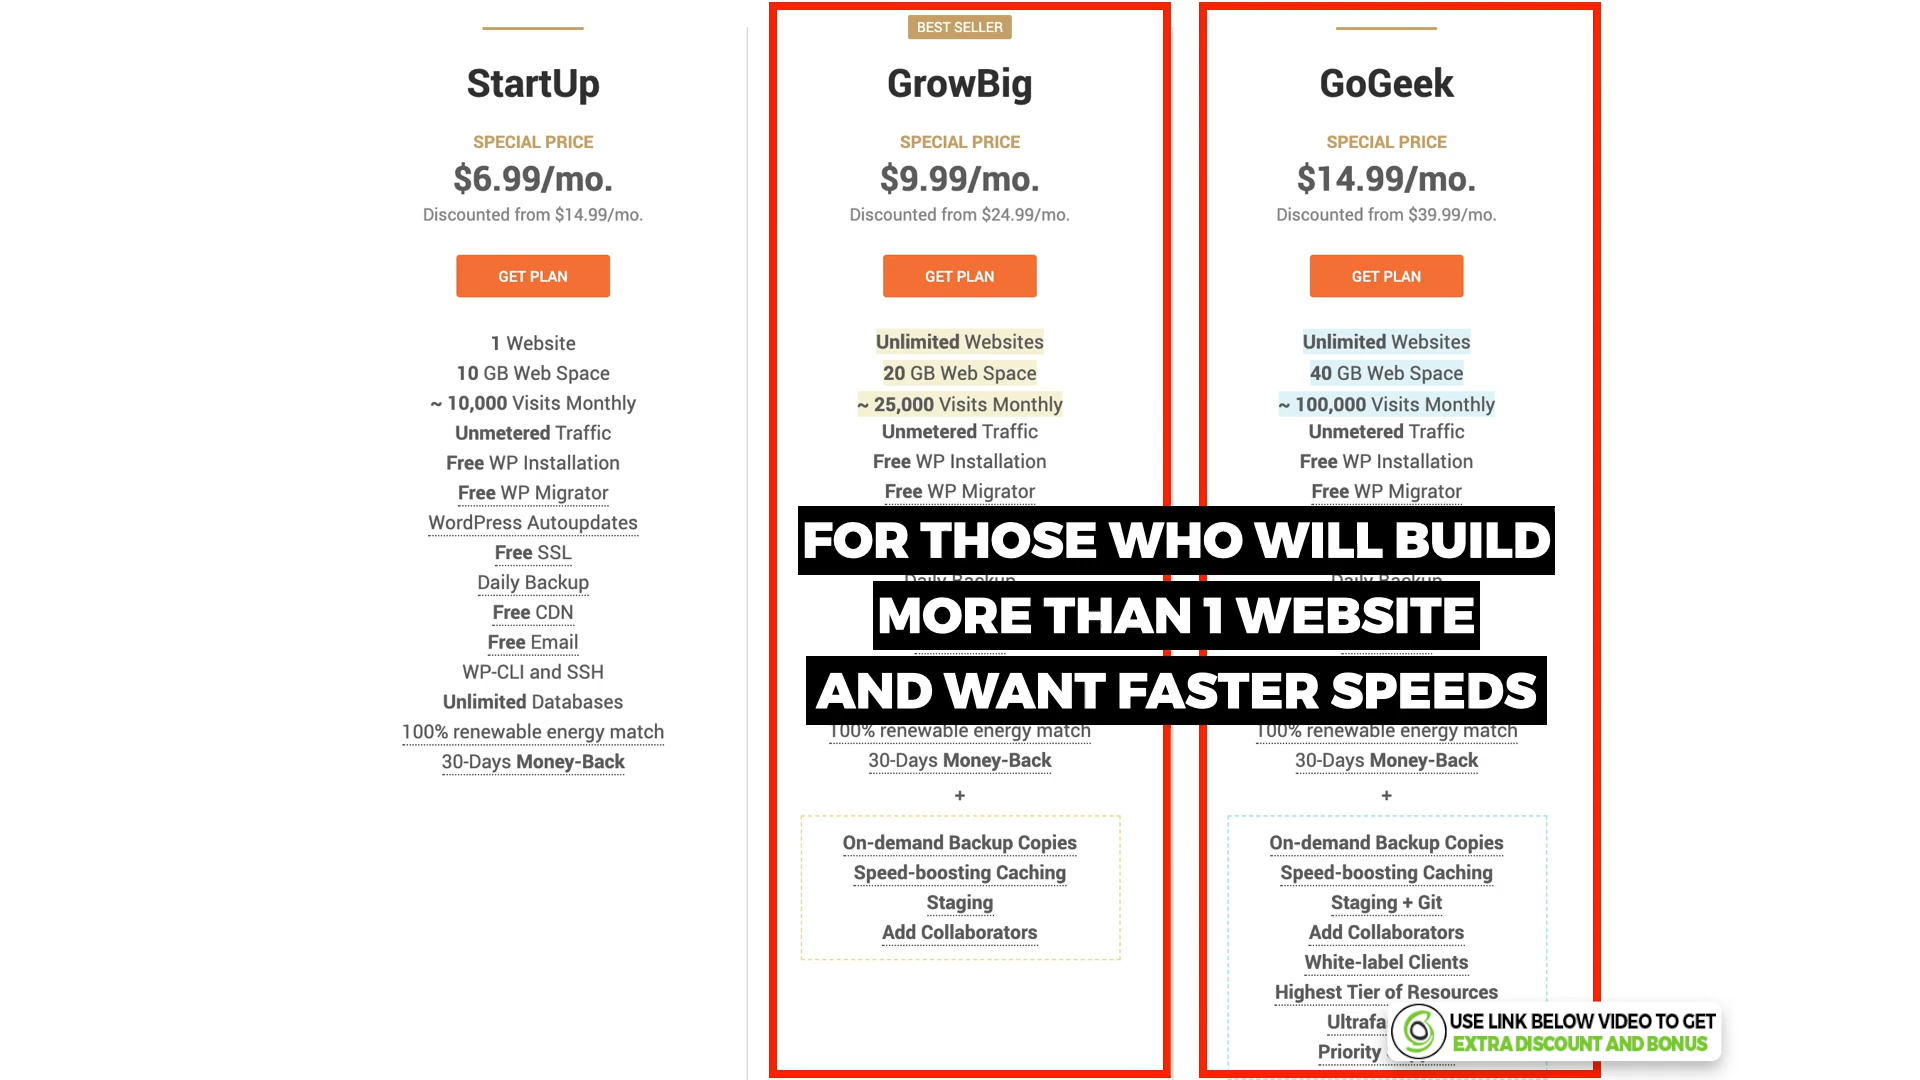 StartUp
SPECIAL PRICE
$6.99/mo.
Discounted from $14.99/mo.
GET PLAN
1 Website
10 GB Web Space
~ 10,000 Visits Monthly
Unmetered Traffic
Free WP Installation
Free WP Migrator
WordPress Autoupdates
Free SSL
Daily Backup
Free CDN
Free Email
WP-CLI and SSH
Unlimited Databases
100% renewable energy match
30-Days Money-Back
BEST SELLER
GrowBig
SPECIAL PRICE
$9.99/mo.
Discounted from $24.99/mo.
GET PLAN
Unlimited Websites
20 GB Web Space
~ 25,000 Visits Monthly
Unmetered Traffic
Free WP Installation
Free WP Migrator
Daily Backup
100% renewable energy match
30-Days Money-Back
+
On-demand Backup Copies
Speed-boosting Caching
Staging
Add Collaborators
GoGeek
SPECIAL PRICE
$14.99/mo.
Discounted from $39.99/mo.
GET PLAN
Unlimited Websites
40 GB Web Space
~ 100,000 Visits Monthly
Unmetered Traffic
Free WP Installation
Free WP Migrator
Daily Backup
100% renewable energy match
30-Days Money-Back
+
On-demand Backup Copies
Speed-boosting Caching
Staging + Git
Add Collaborators
White-label Clients
Highest Tier of Resources
Priority
FOR THOSE WHO WILL BUILD
MORE THAN 1 WEBSITE
AND WANT FASTER SPEEDS
USE LINK BELOW VIDEO TO GET
EXTRA DISCOUNT AND BONUS